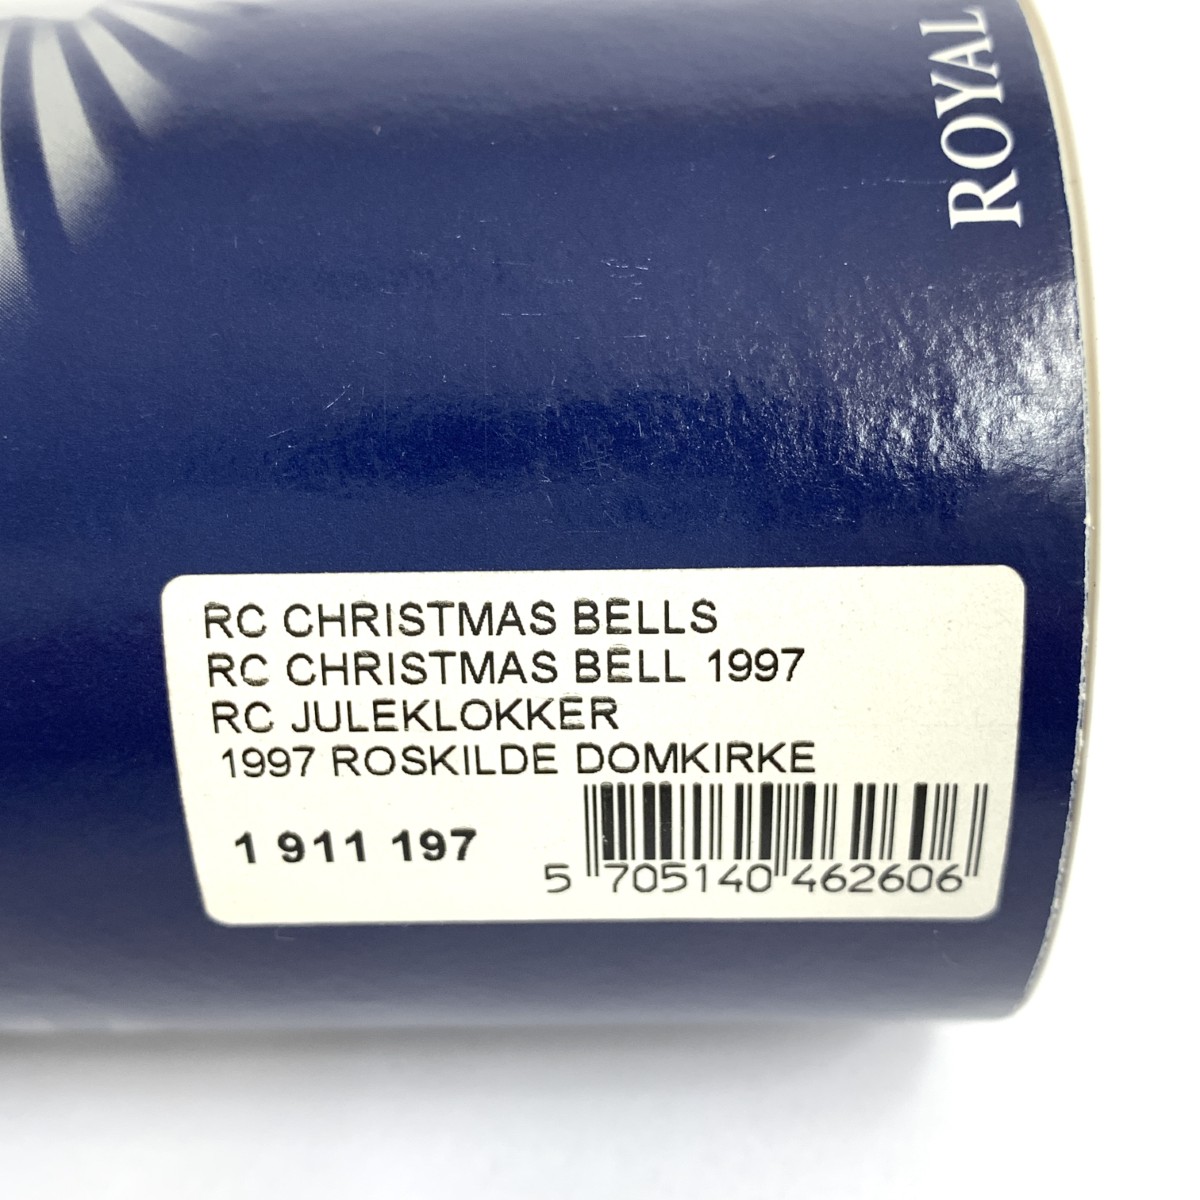 ROYAL
RC CHRISTMAS BELLS
RC CHRISTMAS BELL 1997
RC JULEKLOKKER
1997 ROSKILDE DOMKIRKE
1 911 197
5 705140 462606